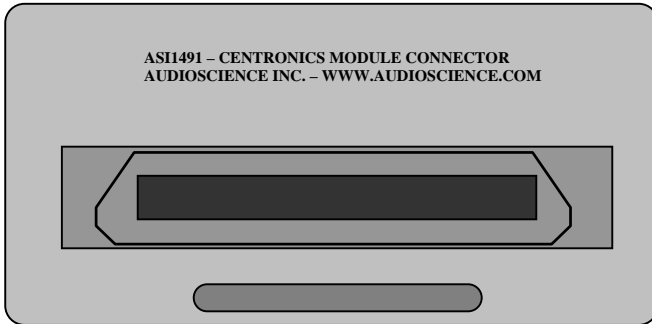 ASI1491 – CENTRONICS MODULE CONNECTOR
AUDIOSCIENCE INC. – WWW.AUDIOSCIENCE.COM